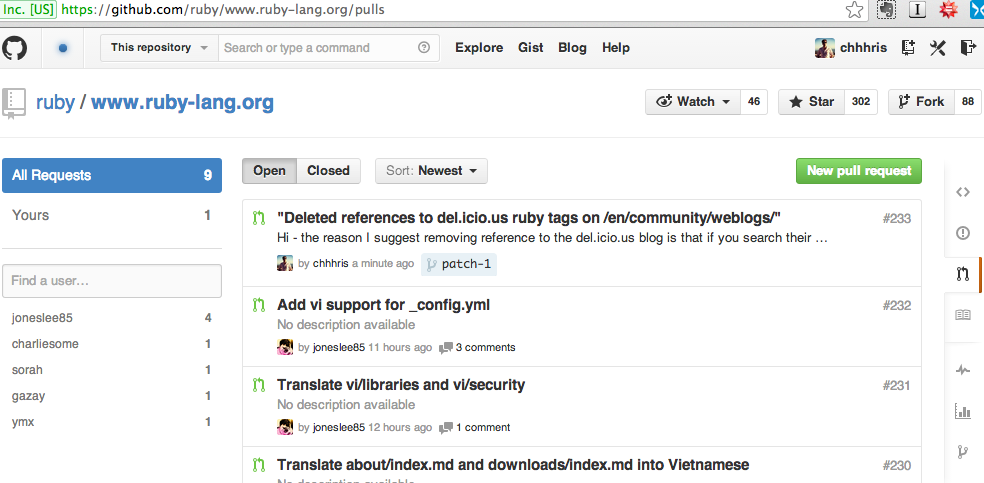 Inc. [US] https://github.com/ruby/www.ruby-lang.org/pulls
This repository Search or type a command Explore Gist Blog Help chhhris
ruby / www.ruby-lang.org Watch 46 Star 302 Fork 88
All Requests 9
Yours 1
Find a user...
joneslee85 4
charliesome 1
sorah 1
gazay 1
ymx 1
Open Closed Sort: Newest New pull request
"Deleted references to del.icio.us ruby tags on /en/community/weblogs/" #233
Hi - the reason I suggest removing reference to the del.icio.us blog is that if you search their …
by chhhris a minute ago patch-1
Add vi support for _config.yml #232
No description available
by joneslee85 11 hours ago 3 comments
Translate vi/libraries and vi/security #231
No description available
by joneslee85 12 hours ago 1 comment
Translate about/index.md and downloads/index.md into Vietnamese #230
No description available